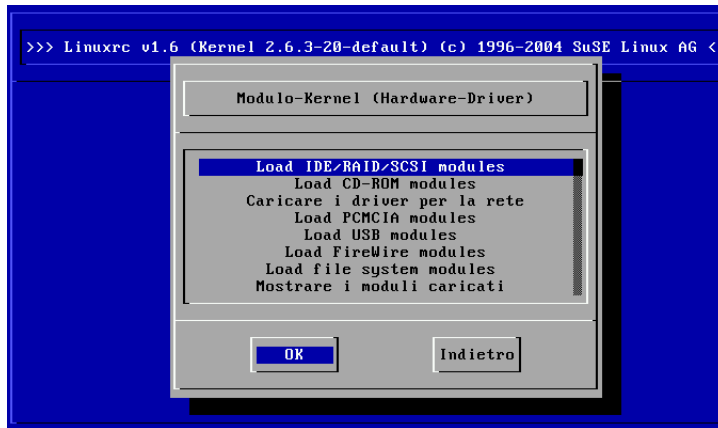 >>> Linuxrc v1.6 (Kernel 2.6.3-20-default) (c) 1996-2004 SuSE Linux AG <
Modulo-Kernel (Hardware-Driver)
Load IDE/RAID/SCSI modules
Load CD-ROM modules
Caricare i driver per la rete
Load PCMCIA modules
Load USB modules
Load FireWire modules
Load file system modules
Mostrare i moduli caricati
OK
Indietro